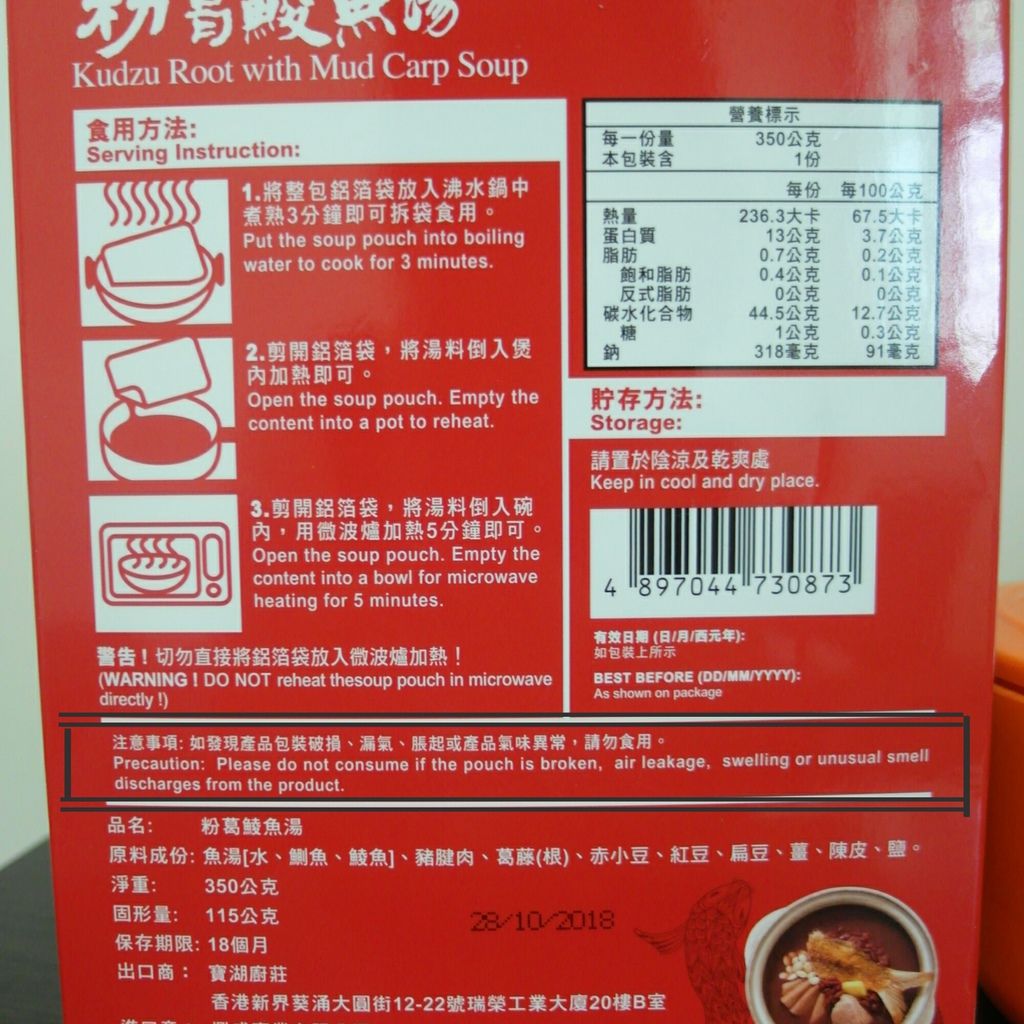 粉葛鯪魚湯
Kudzu Root with Mud Carp Soup
食用方法:
Serving Instruction:
1.將整包鋁箔袋放入沸水鍋中
煮熟3分鐘即可拆袋食用。
Put the soup pouch into boiling
water to cook for 3 minutes.
2.剪開鋁箔袋，將湯料倒入煲
內加熱即可。
Open the soup pouch. Empty the
content into a pot to reheat.
3.剪開鋁箔袋，將湯料倒入碗
內，用微波爐加熱5分鐘即可。
Open the soup pouch. Empty the
content into a bowl for microwave
heating for 5 minutes.
警告！切勿直接將鋁箔袋放入微波爐加熱！
(WARNING ! DO NOT reheat thesoup pouch in microwave
directly !)
營養標示
每一份量 350公克
本包裝含 1份
每份 每100公克
熱量 236.3大卡 67.5大卡
蛋白質 13公克 3.7公克
脂肪 0.7公克 0.2公克
飽和脂肪 0.4公克 0.1公克
反式脂肪 0公克 0公克
碳水化合物 44.5公克 12.7公克
糖 1公克 0.3公克
鈉 318毫克 91毫克
貯存方法:
Storage:
請置於陰涼及乾爽處
Keep in cool and dry place.
4 897044 730873
有效日期 (日/月/西元年):
如包裝上所示
BEST BEFORE (DD/MM/YYYY):
As shown on package
注意事項: 如發現產品包裝破損、漏氣、脹起或產品氣味異常，請勿食用。
Precaution: Please do not consume if the pouch is broken, air leakage, swelling or unusual smell
discharges from the product.
品名: 粉葛鯪魚湯
原料成份: 魚湯[水、鰂魚、鯪魚]、豬腱肉、葛藤(根)、赤小豆、紅豆、扁豆、薑、陳皮、鹽。
淨重: 350公克
固形量: 115公克
28/10/2018
保存期限: 18個月
出口商： 寶湖廚莊
香港新界葵涌大圓街12-22號瑞榮工業大廈20樓B室